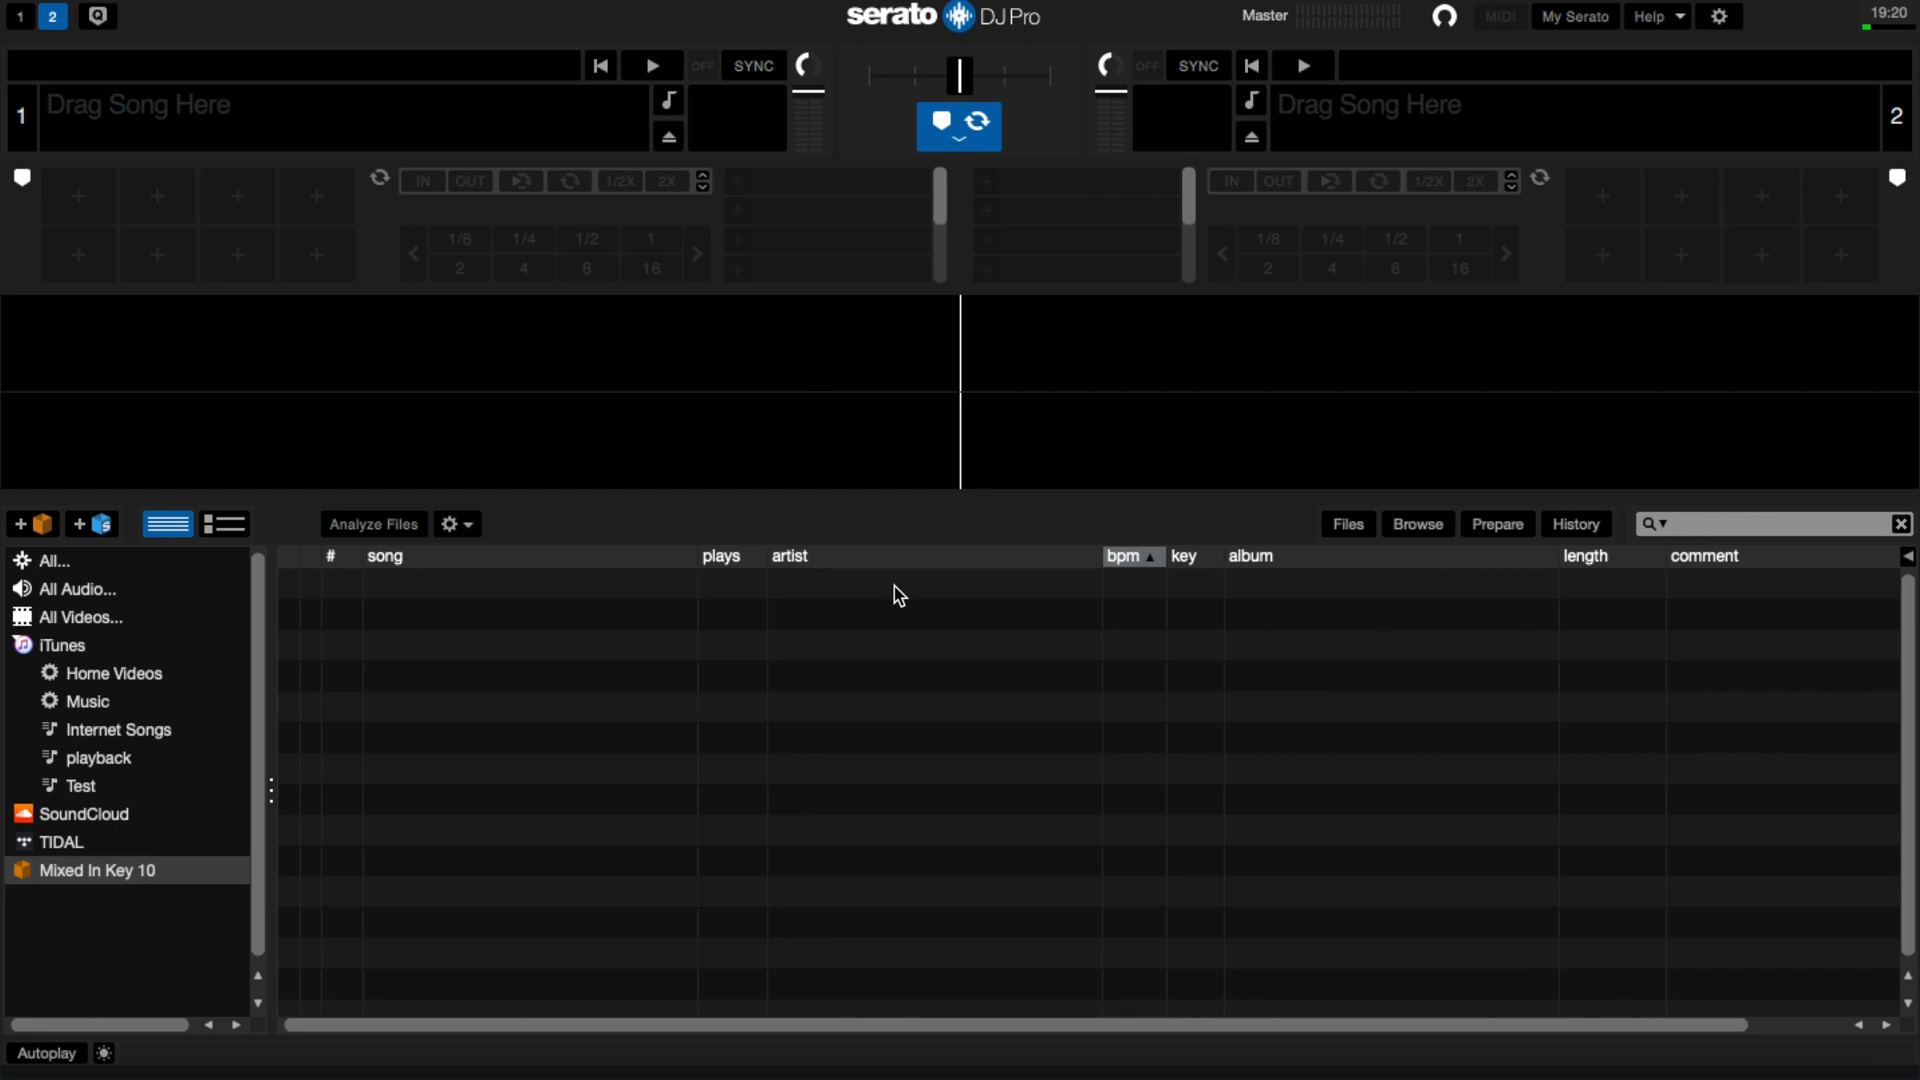 1 2 serato DJ Pro Master MIDI My Serato Help 19:20
OFF SYNC OFF SYNC
1 Drag Song Here Drag Song Here 2
IN OUT 1/2X 2X IN OUT 1/2X 2X
1/8 1/4 1/2 1 1/8 1/4 1/2 1
2 4 8 16 2 4 8 16
Analyze Files Files Browse Prepare History
# song plays artist bpm key album length comment
All...
All Audio...
All Videos...
iTunes
Home Videos
Music
Internet Songs
playback
Test
SoundCloud
TIDAL
Mixed In Key 10
Autoplay